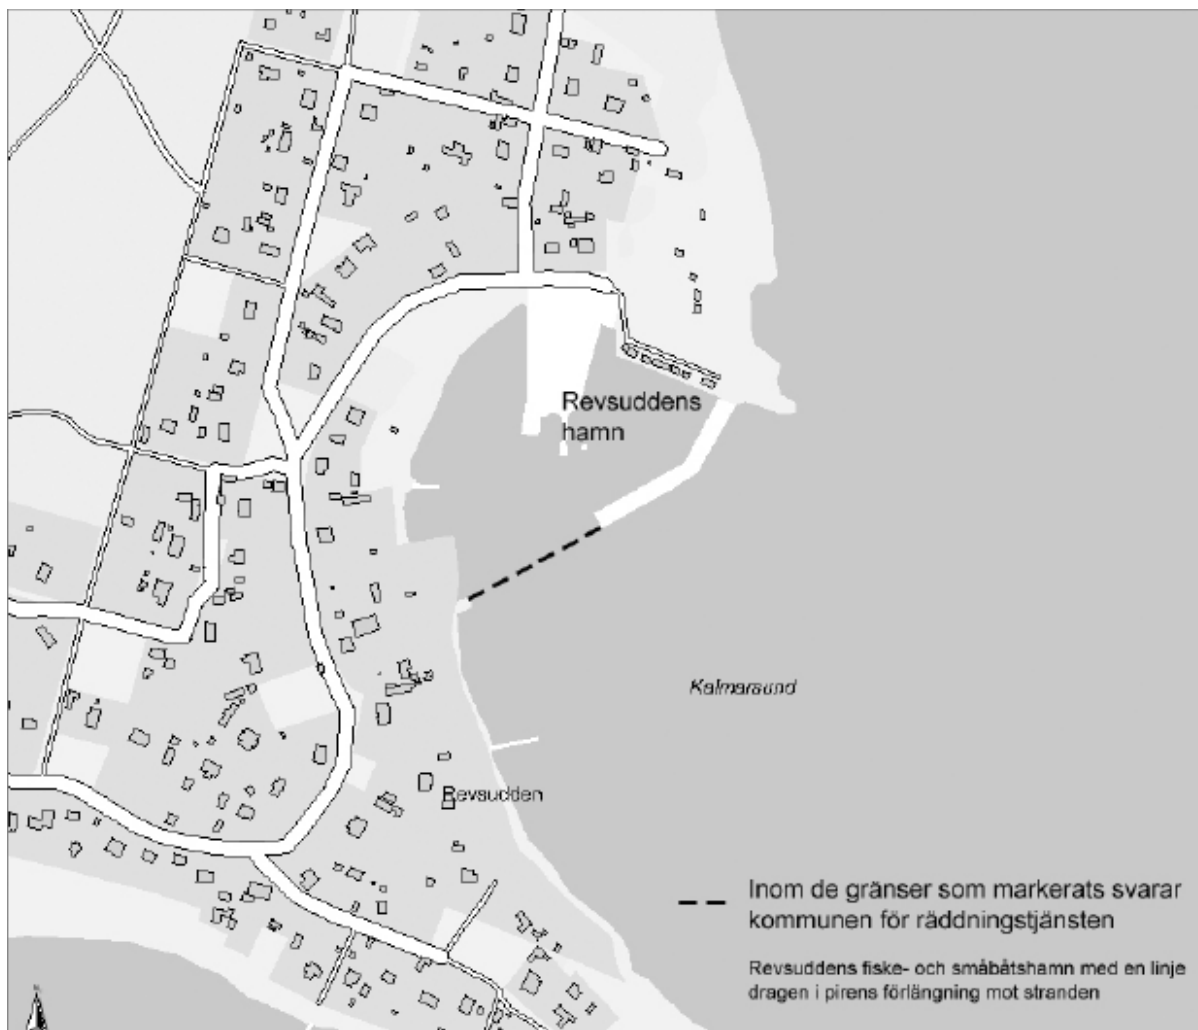 Revsuddens
hamn
Kalmarsund
Revsudden
Inom de gränser som markerats svarar
kommunen för räddningstjänsten
Revsuddens fiske- och småbåtshamn med en linje
dragen i pirens förlängning mot stranden